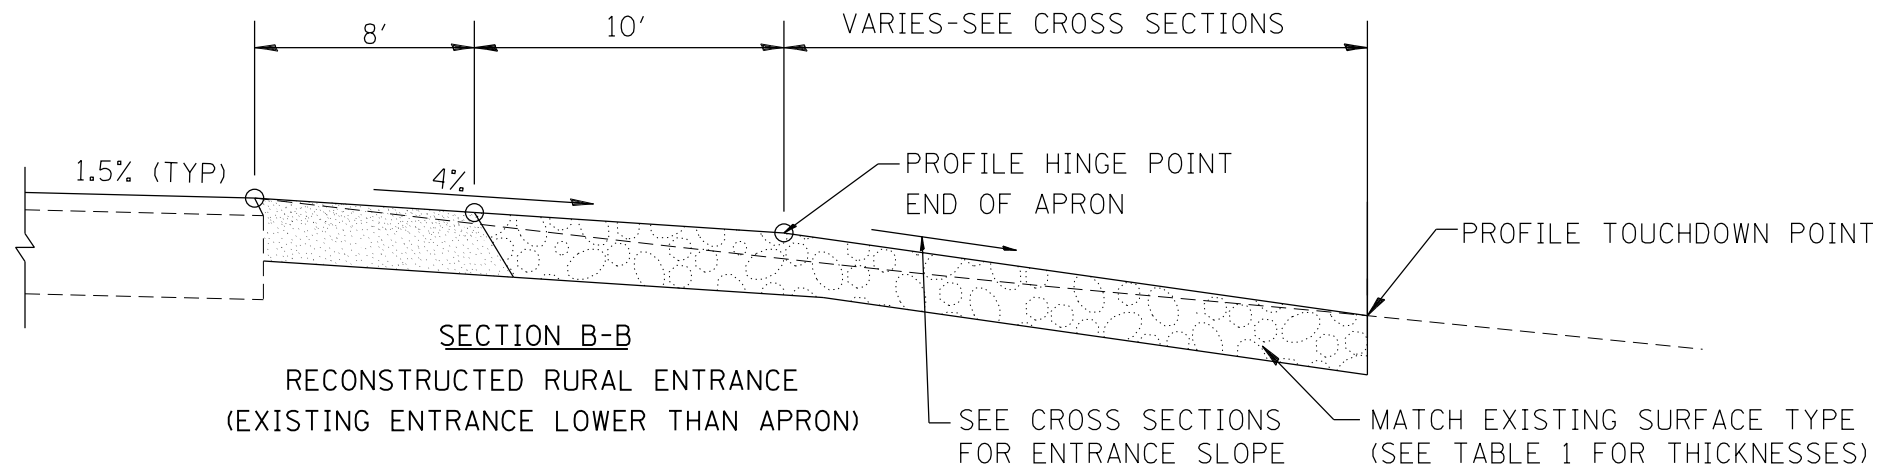 8'
10'
VARIES-SEE CROSS SECTIONS
1.5% (TYP)
4%
PROFILE HINGE POINT
END OF APRON
PROFILE TOUCHDOWN POINT
SECTION B-B
RECONSTRUCTED RURAL ENTRANCE
(EXISTING ENTRANCE LOWER THAN APRON)
SEE CROSS SECTIONS
FOR ENTRANCE SLOPE
MATCH EXISTING SURFACE TYPE
(SEE TABLE 1 FOR THICKNESSES)